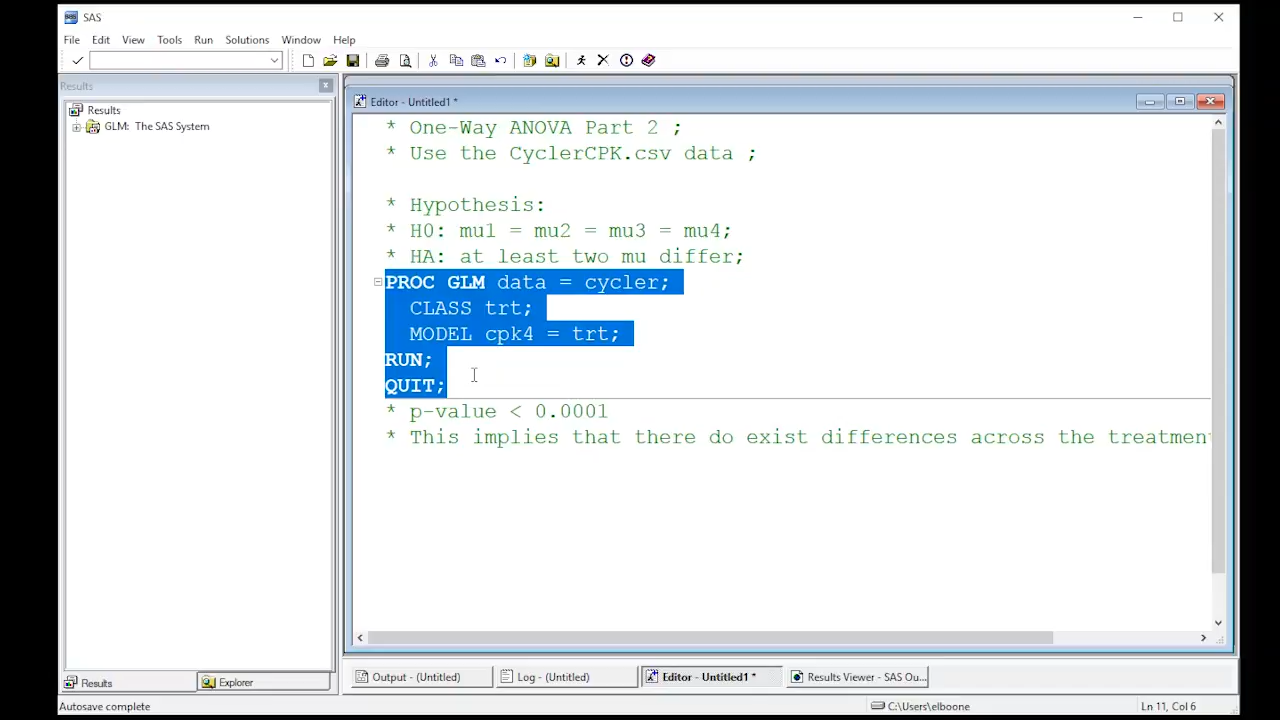 SAS
File Edit View Tools Run Solutions Window Help
Results
Editor - Untitled1 *
Results
GLM: The SAS System
* One-Way ANOVA Part 2 ;
* Use the CyclerCPK.csv data ;
* Hypothesis:
* H0: mu1 = mu2 = mu3 = mu4;
* HA: at least two mu differ;
PROC GLM data = cycler;
CLASS trt;
MODEL cpk4 = trt;
RUN;
QUIT;
* p-value < 0.0001
* This implies that there do exist differences across the treatment
Results Explorer
Output - (Untitled) Log - (Untitled) Editor - Untitled1 * Results Viewer - SAS Ou...
Autosave complete C:\Users\elboone Ln 11, Col 6